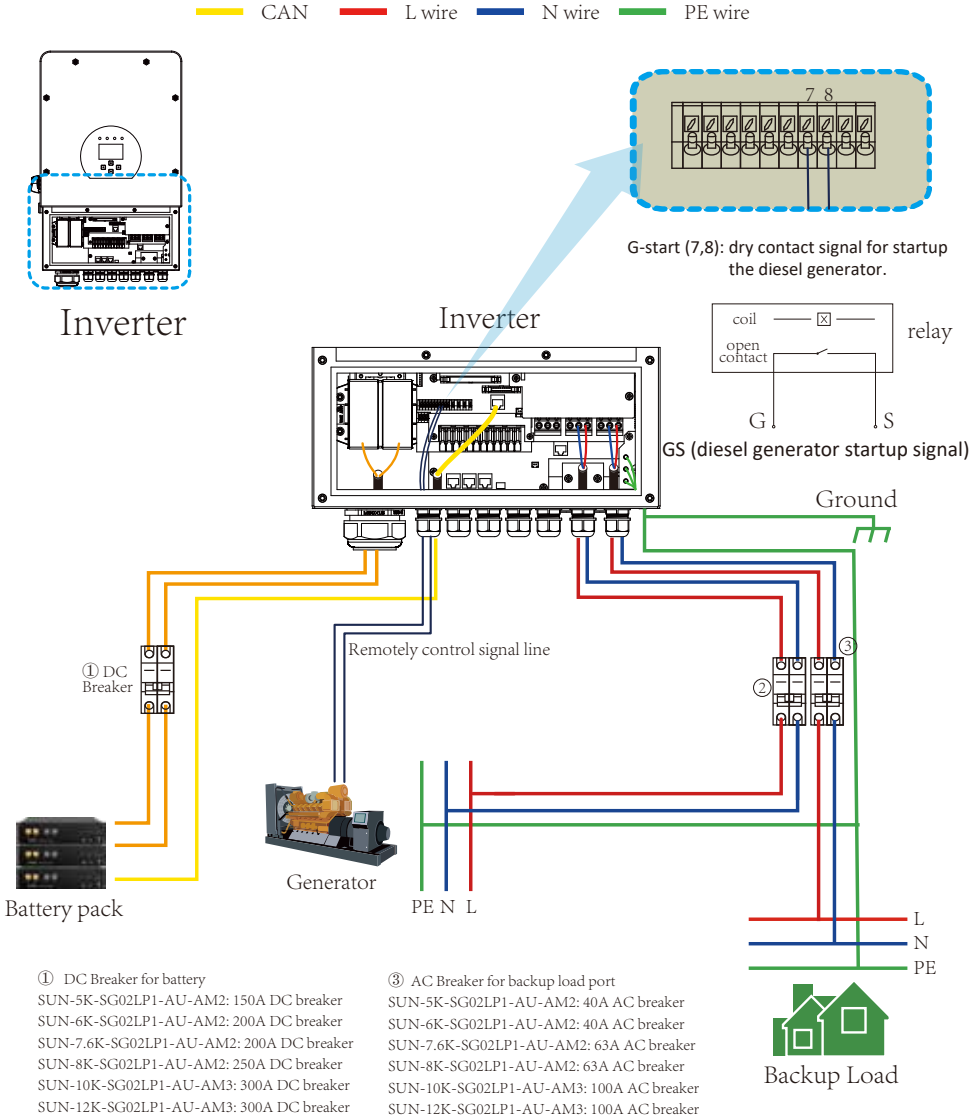 CAN L wire N wire PE wire
7 8
G-start (7,8): dry contact signal for startup
the diesel generator.
Inverter
Inverter
coil
open
contact
relay
G S
GS (diesel generator startup signal)
Ground
① DC
Breaker
Remotely control signal line
②
③
Battery pack
Generator
PE N L
L
N
PE
Backup Load
① DC Breaker for battery
SUN-5K-SG02LP1-AU-AM2: 150A DC breaker
SUN-6K-SG02LP1-AU-AM2: 200A DC breaker
SUN-7.6K-SG02LP1-AU-AM2: 200A DC breaker
SUN-8K-SG02LP1-AU-AM2: 250A DC breaker
SUN-10K-SG02LP1-AU-AM3: 300A DC breaker
SUN-12K-SG02LP1-AU-AM3: 300A DC breaker
③ AC Breaker for backup load port
SUN-5K-SG02LP1-AU-AM2: 40A AC breaker
SUN-6K-SG02LP1-AU-AM2: 40A AC breaker
SUN-7.6K-SG02LP1-AU-AM2: 63A AC breaker
SUN-8K-SG02LP1-AU-AM2: 63A AC breaker
SUN-10K-SG02LP1-AU-AM3: 100A AC breaker
SUN-12K-SG02LP1-AU-AM3: 100A AC breaker